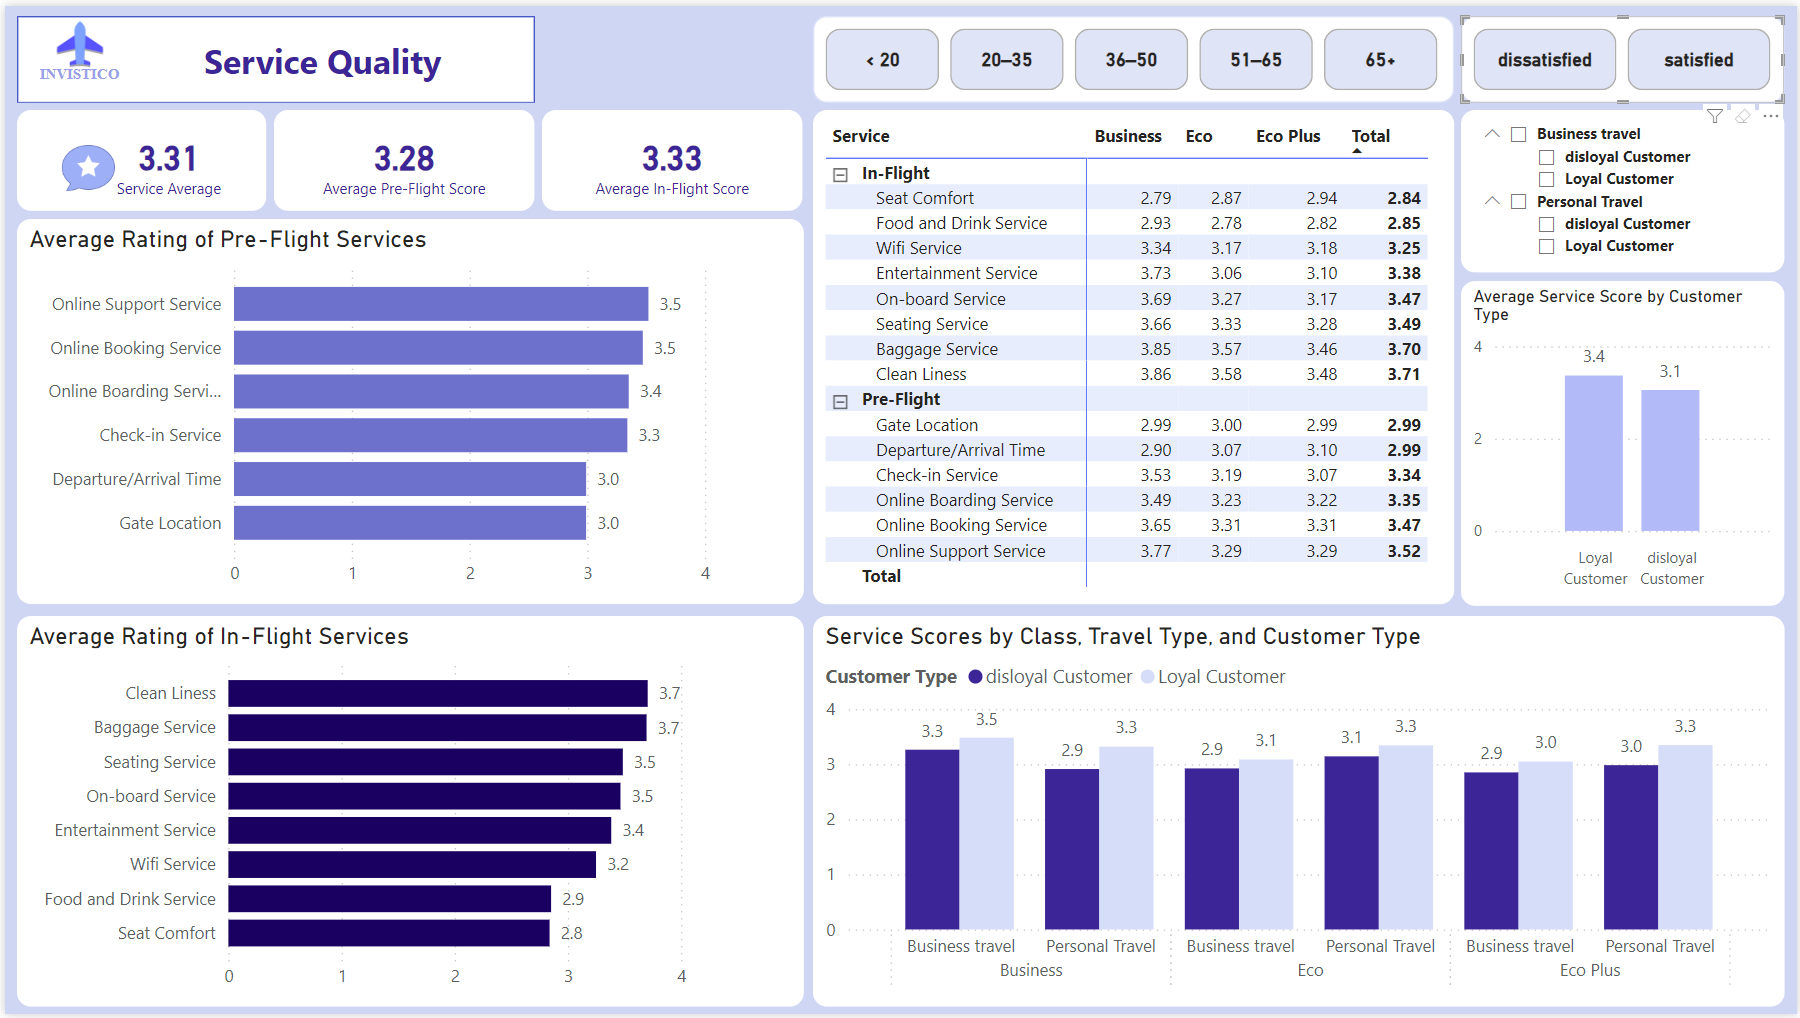 INVISTICO
Service Quality
< 20
20–35
36–50
51–65
65+
dissatisfied
satisfied
3.31
Service Average
3.28
Average Pre-Flight Score
3.33
Average In-Flight Score
Business travel
disloyal Customer
Loyal Customer
Personal Travel
disloyal Customer
Loyal Customer
Average Rating of Pre-Flight Services
Online Support Service 3.5
Online Booking Service 3.5
Online Boarding Servi... 3.4
Check-in Service 3.3
Departure/Arrival Time 3.0
Gate Location 3.0
0 1 2 3 4
Service Business Eco Eco Plus Total
In-Flight
Seat Comfort 2.79 2.87 2.94 2.84
Food and Drink Service 2.93 2.78 2.82 2.85
Wifi Service 3.34 3.17 3.18 3.25
Entertainment Service 3.73 3.06 3.10 3.38
On-board Service 3.69 3.27 3.17 3.47
Seating Service 3.66 3.33 3.28 3.49
Baggage Service 3.85 3.57 3.46 3.70
Clean Liness 3.86 3.58 3.48 3.71
Pre-Flight
Gate Location 2.99 3.00 2.99 2.99
Departure/Arrival Time 2.90 3.07 3.10 2.99
Check-in Service 3.53 3.19 3.07 3.34
Online Boarding Service 3.49 3.23 3.22 3.35
Online Booking Service 3.65 3.31 3.31 3.47
Online Support Service 3.77 3.29 3.29 3.52
Total
Average Service Score by Customer
Type
4
3.4
3.1
2
0
Loyal disloyal
Customer Customer
Average Rating of In-Flight Services
Clean Liness 3.7
Baggage Service 3.7
Seating Service 3.5
On-board Service 3.5
Entertainment Service 3.4
Wifi Service 3.2
Food and Drink Service 2.9
Seat Comfort 2.8
0 1 2 3 4
Service Scores by Class, Travel Type, and Customer Type
Customer Type disloyal Customer Loyal Customer
4
3.3 3.5 2.9 3.3 2.9 3.1 3.1 3.3 2.9 3.0 3.0 3.3
3
2
1
0
Business travel Personal Travel Business travel Personal Travel Business travel Personal Travel
Business Eco Eco Plus